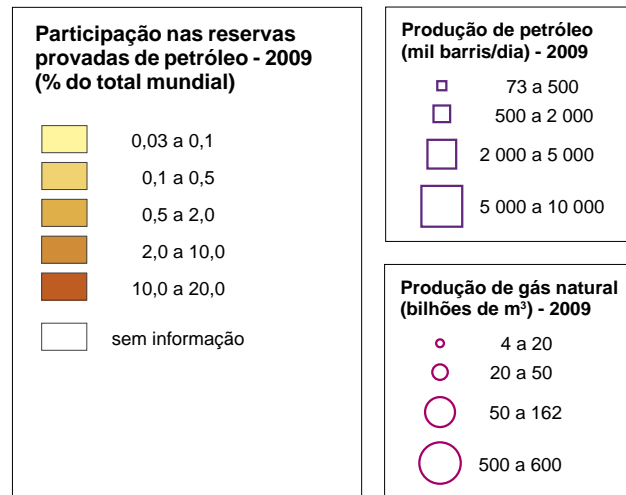 Participação nas reservas
provadas de petróleo - 2009
(% do total mundial)
0,03 a 0,1
0,1 a 0,5
0,5 a 2,0
2,0 a 10,0
10,0 a 20,0
sem informação
Produção de petróleo
(mil barris/dia) - 2009
73 a 500
500 a 2 000
2 000 a 5 000
5 000 a 10 000
Produção de gás natural
(bilhões de m³) - 2009
4 a 20
20 a 50
50 a 162
500 a 600